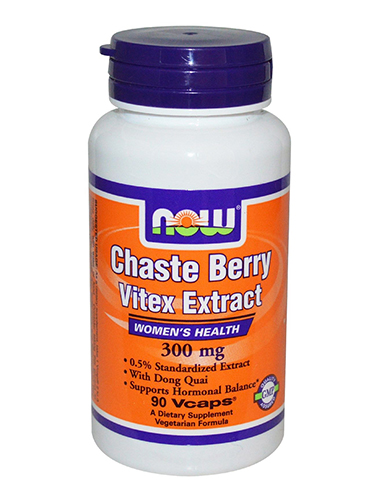 NOW®
Chaste Berry
Vitex Extract
WOMEN'S HEALTH
300 mg
• 0.5% Standardized Extract
• With Dong Quai
• Supports Hormonal Balance*
90 Vcaps®
A Dietary Supplement
Vegetarian Formula
GMP